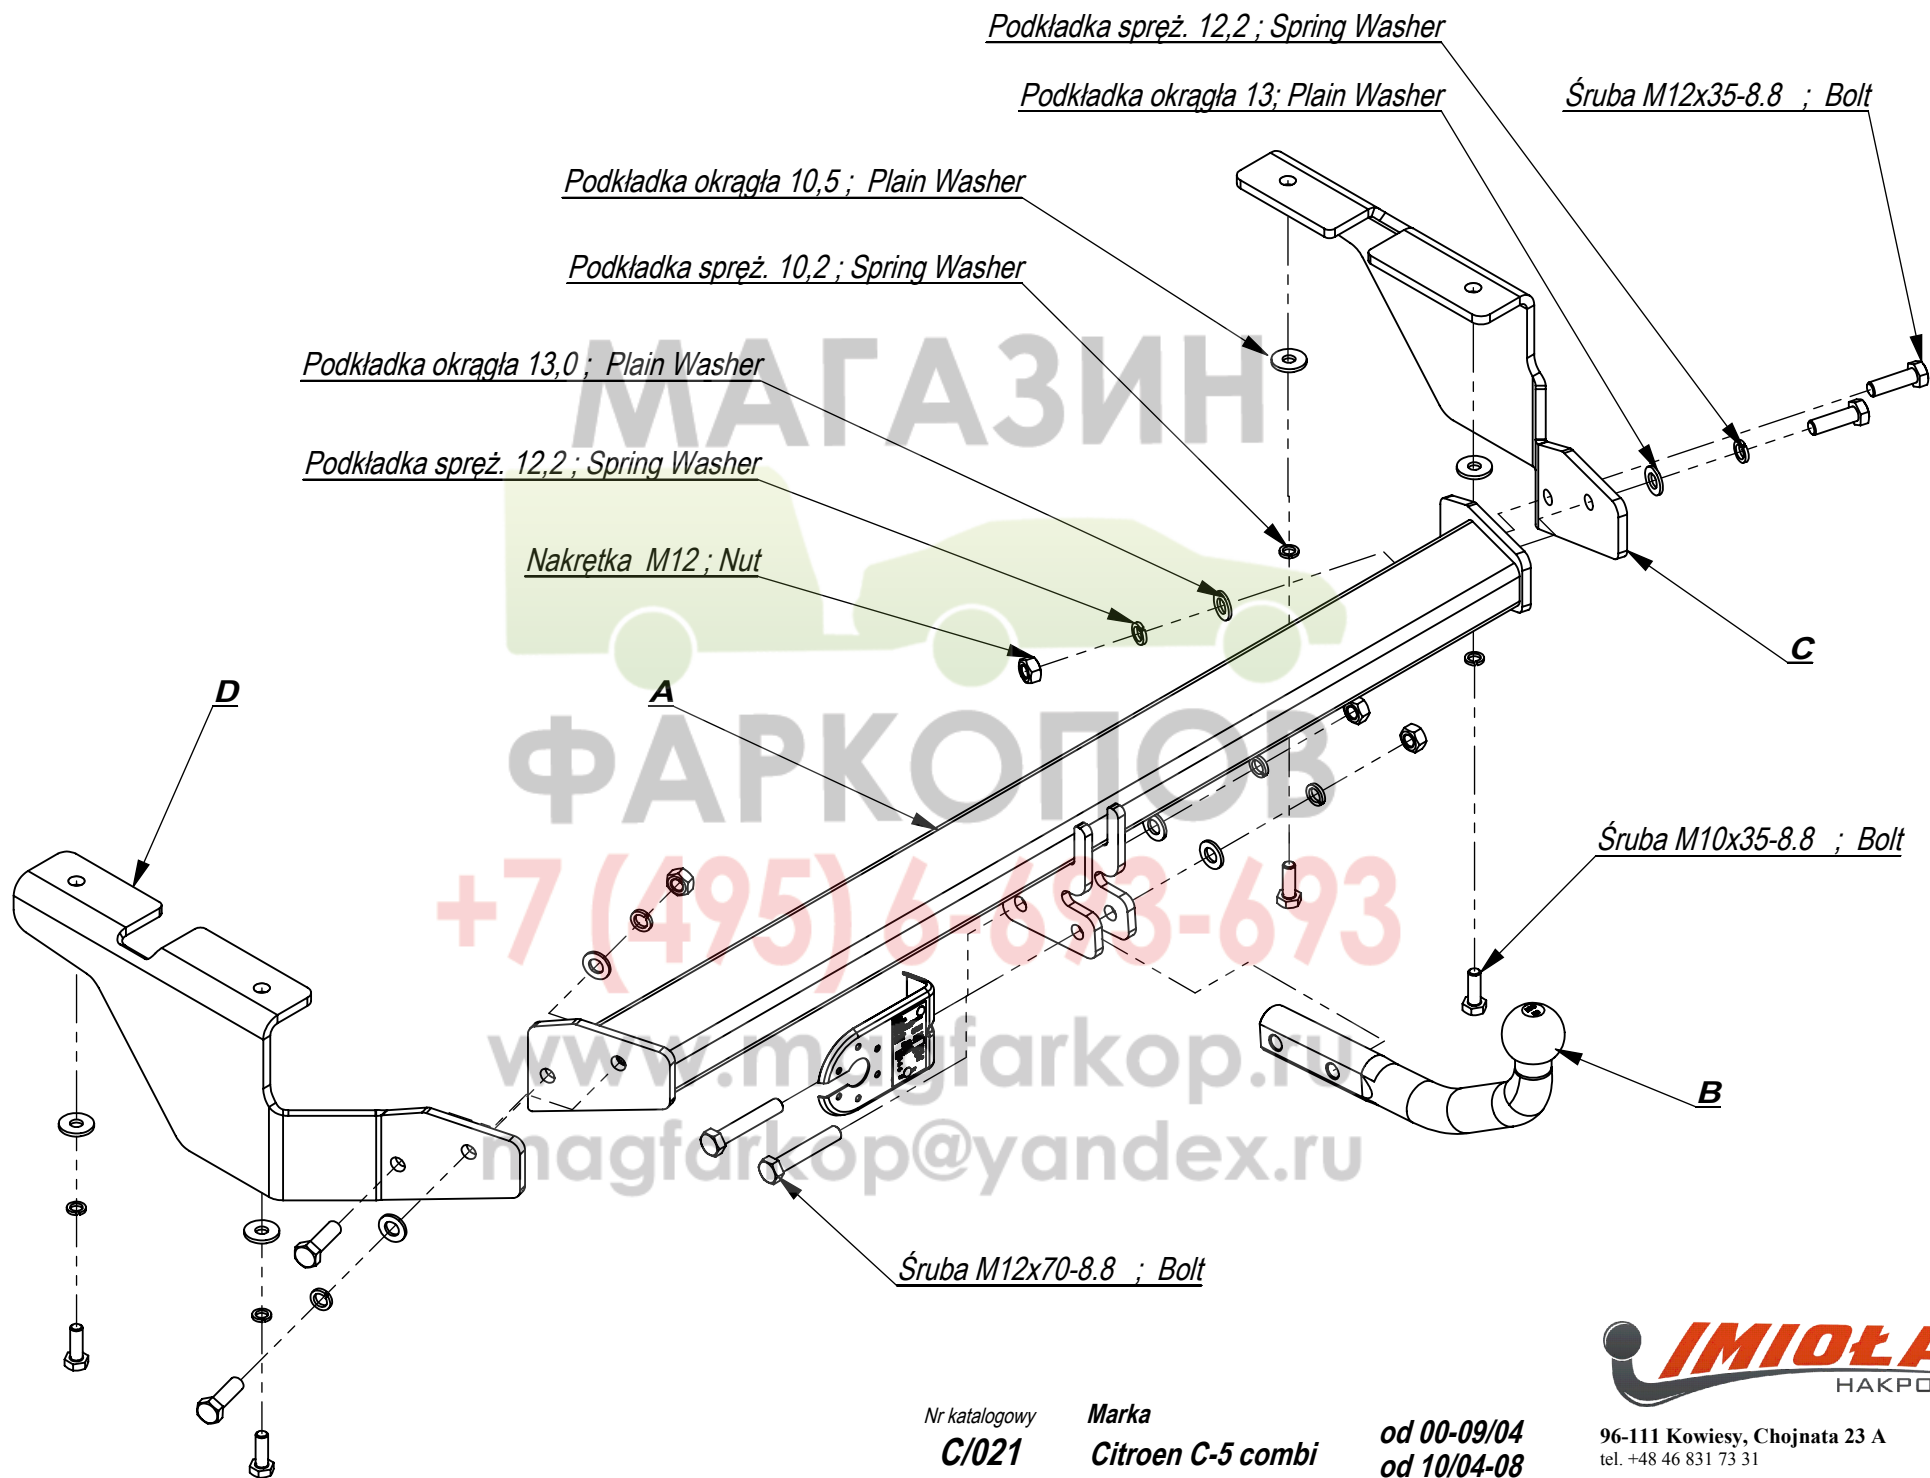 Podkładka spręż. 12,2 ; Spring Washer
Podkładka okrągła 13; Plain Washer
Śruba M12x35-8.8 ; Bolt
Podkładka okrągła 10,5 ; Plain Washer
Podkładka spręż. 10,2 ; Spring Washer
МАГАЗИН
Podkładka okrągła 13,0 ; Plain Washer
Podkładka spręż. 12,2 ; Spring Washer
Nakrętka M12 ; Nut
C
D
A
ФАРКОПОВ
Śruba M10x35-8.8 ; Bolt
+7 (495) 6-693-693
www.magfarkop.ru
B
magfarkop@yandex.ru
Śruba M12x70-8.8 ; Bolt
IMIOŁA
HAKPO
Nr katalogowy
C/021
Marka
Citroen C-5 combi
od 00-09/04
od 10/04-08
96-111 Kowiesy, Chojnata 23 A
tel. +48 46 831 73 31